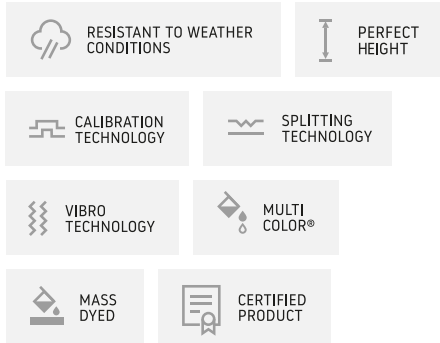 RESISTANT TO WEATHER
CONDITIONS
PERFECT
HEIGHT
CALIBRATION
TECHNOLOGY
SPLITTING
TECHNOLOGY
VIBRO
TECHNOLOGY
MULTI
COLOR®
MASS
DYED
CERTIFIED
PRODUCT